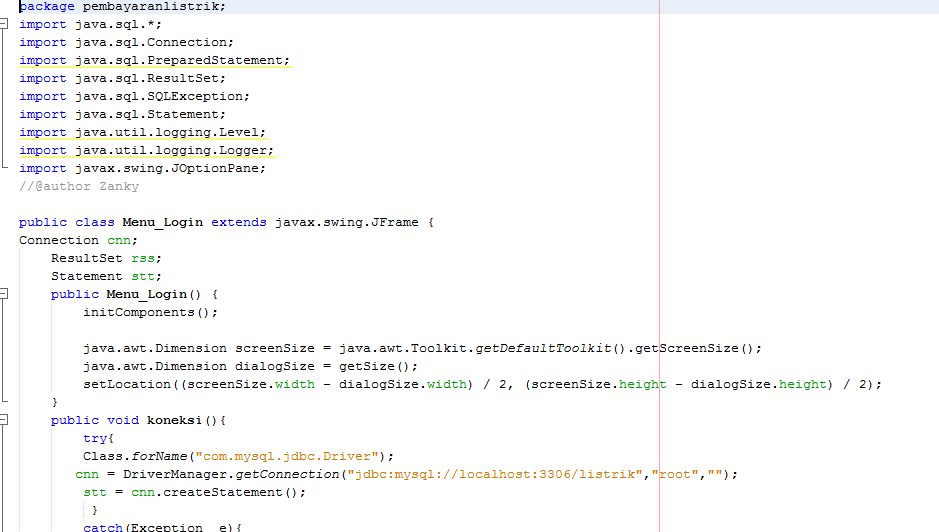 package pembayaranlistrik;
import java.sql.*;
import java.sql.Connection;
import java.sql.PreparedStatement;
import java.sql.ResultSet;
import java.sql.SQLException;
import java.sql.Statement;
import java.util.logging.Level;
import java.util.logging.Logger;
import javax.swing.JOptionPane;
//@author Zanky
public class Menu_Login extends javax.swing.JFrame {
Connection cnn;
ResultSet rss;
Statement stt;
public Menu_Login() {
initComponents();
java.awt.Dimension screenSize = java.awt.Toolkit.getDefaultToolkit().getScreenSize();
java.awt.Dimension dialogSize = getSize();
setLocation((screenSize.width - dialogSize.width) / 2, (screenSize.height - dialogSize.height) / 2);
}
public void koneksi(){
try{
Class.forName("com.mysql.jdbc.Driver");
cnn = DriverManager.getConnection("jdbc:mysql://localhost:3306/listrik","root","");
stt = cnn.createStatement();
}
catch(Exception e){